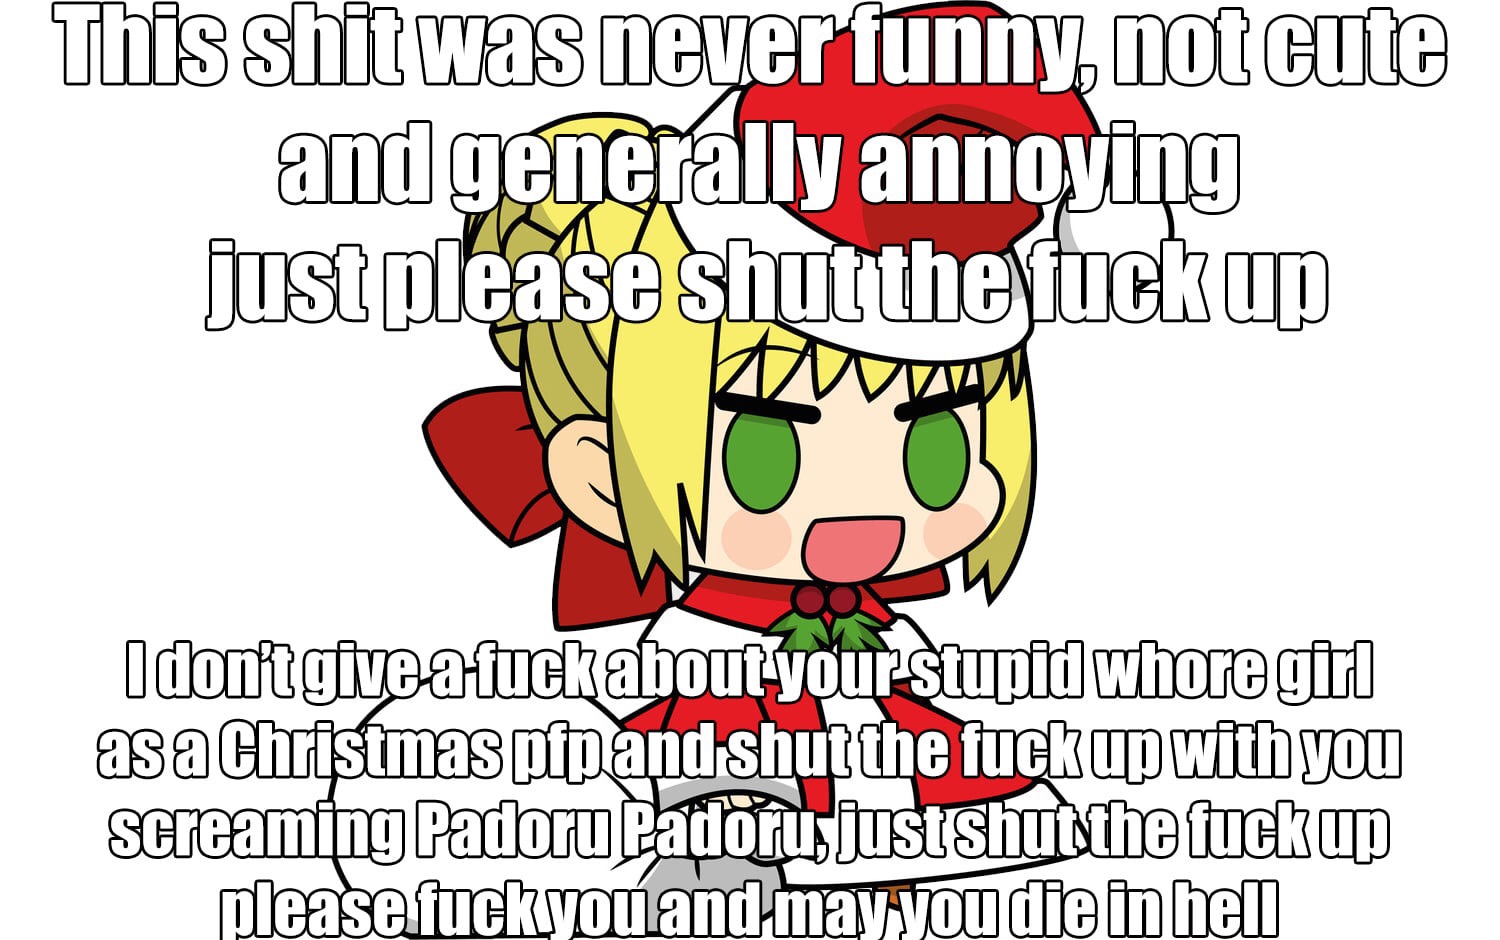 This shit was never funny, not cute
and generally annoying
just please shut the fuck up
I don't give a fuck about your stupid whore girl
as a Christmas pfp and shut the fuck up with you
screaming Padoru Padoru, just shut the fuck up
please fuck you and may you die in hell